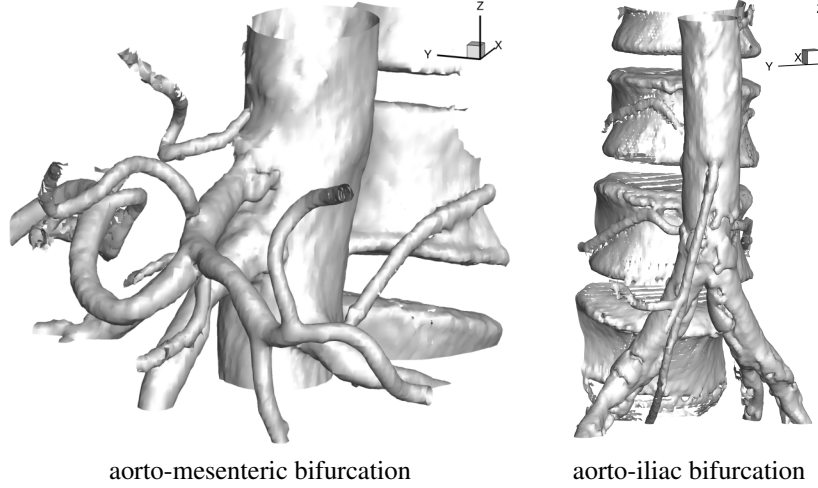 Z
Y
X
Y
X
aorto-mesenteric bifurcation
aorto-iliac bifurcation